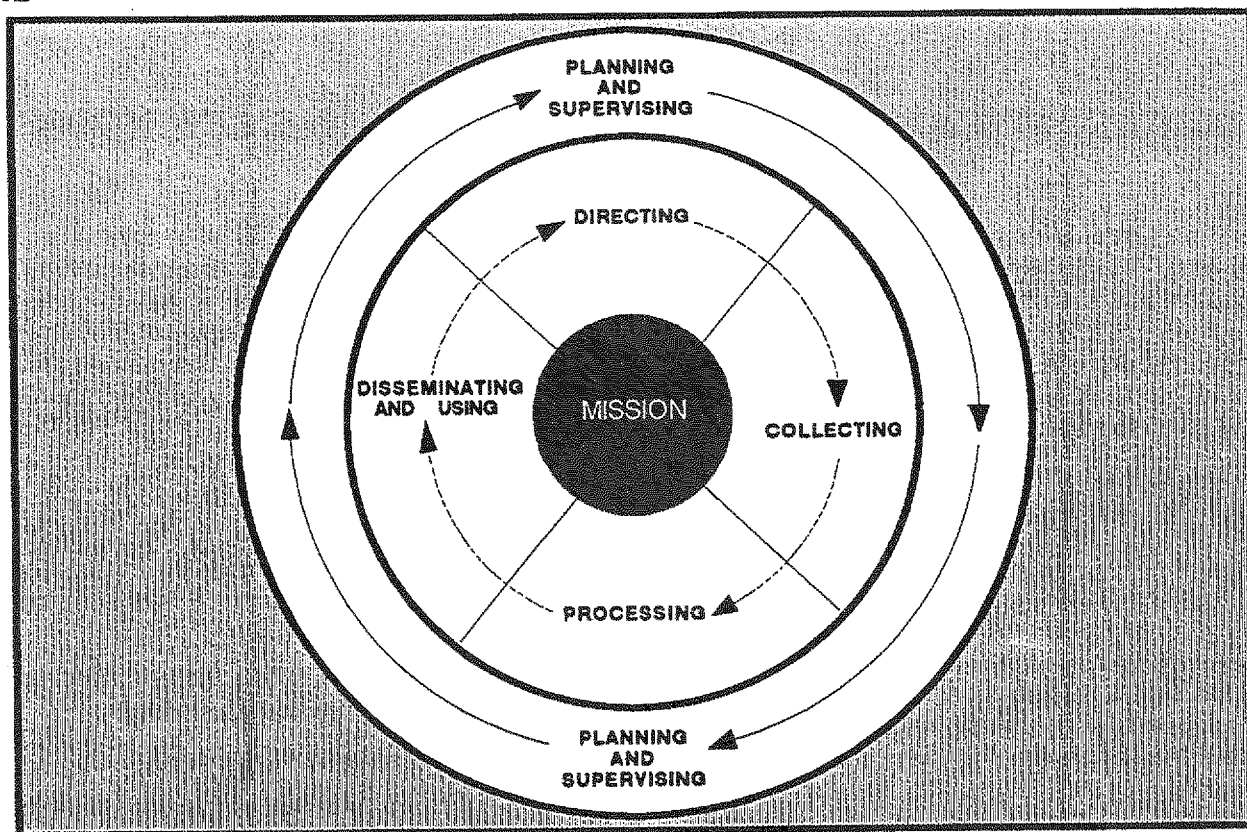 PLANNING
AND
SUPERVISING
DIRECTING
DISSEMINATING
AND USING
MISSION
COLLECTING
PROCESSING
PLANNING
AND
SUPERVISING